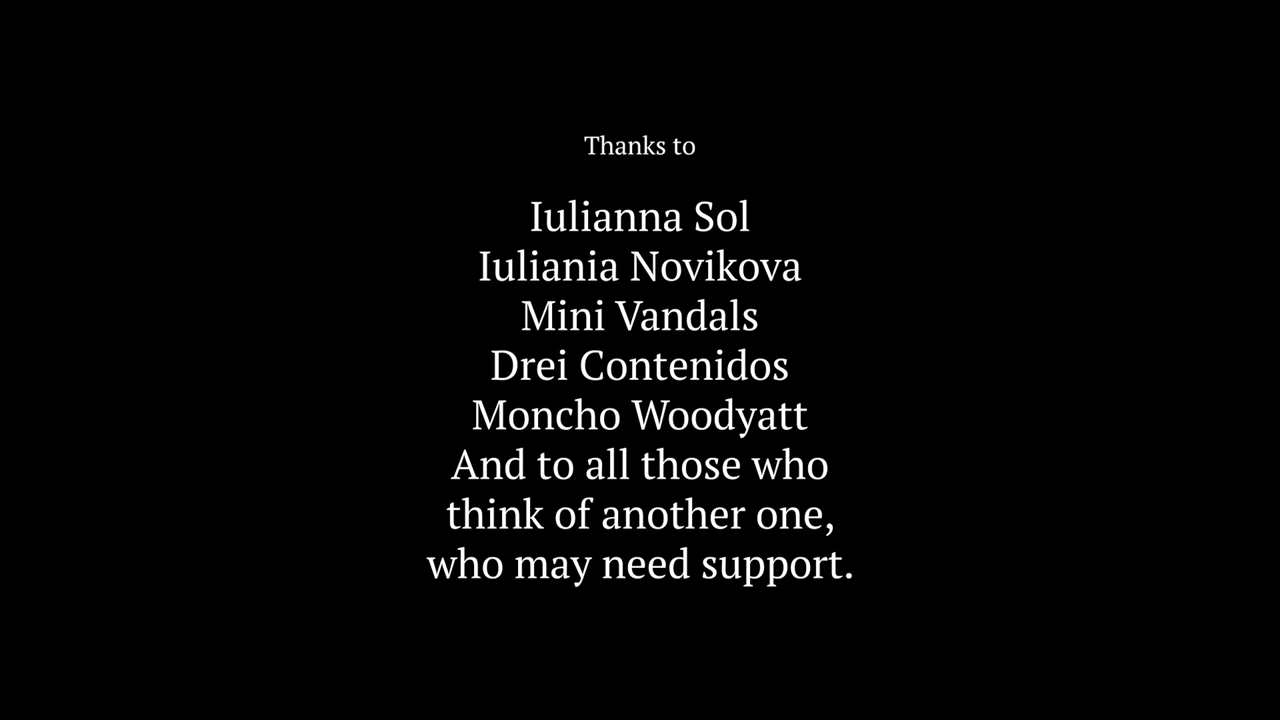 Thanks to
Iulianna Sol
Iuliania Novikova
Mini Vandals
Drei Contenidos
Moncho Woodyatt
And to all those who
think of another one,
who may need support.